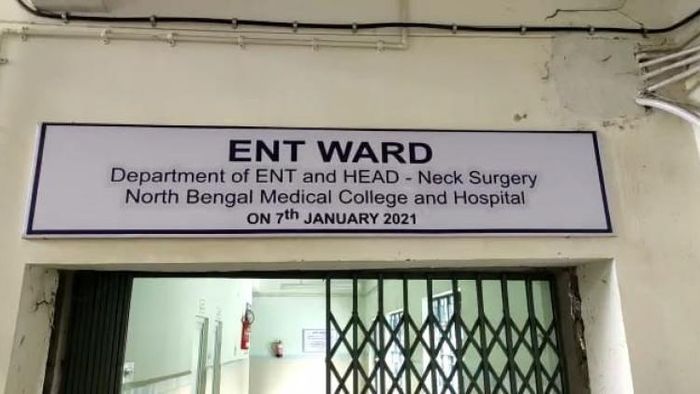 ENT WARD
Department of ENT and HEAD - Neck Surgery
North Bengal Medical College and Hospital
ON 7th JANUARY 2021